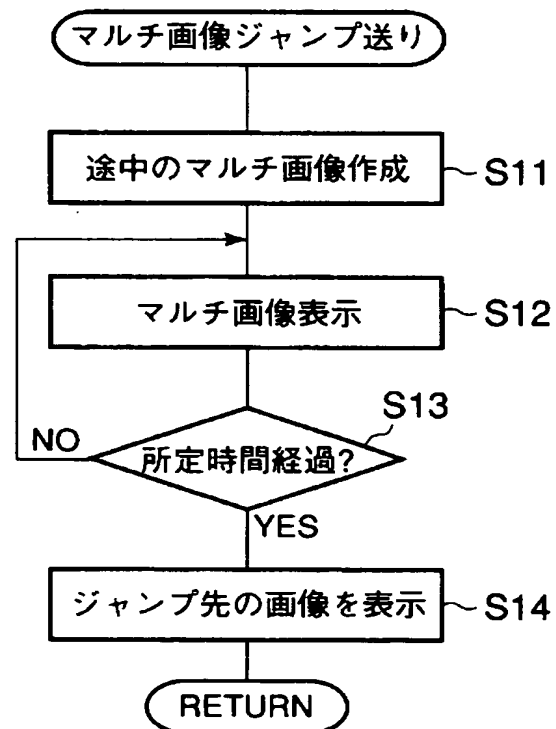 マルチ画像ジャンプ送り
途中のマルチ画像作成 S11
マルチ画像表示 S12
S13
NO 所定時間経過?
YES
ジャンプ先の画像を表示 S14
RETURN